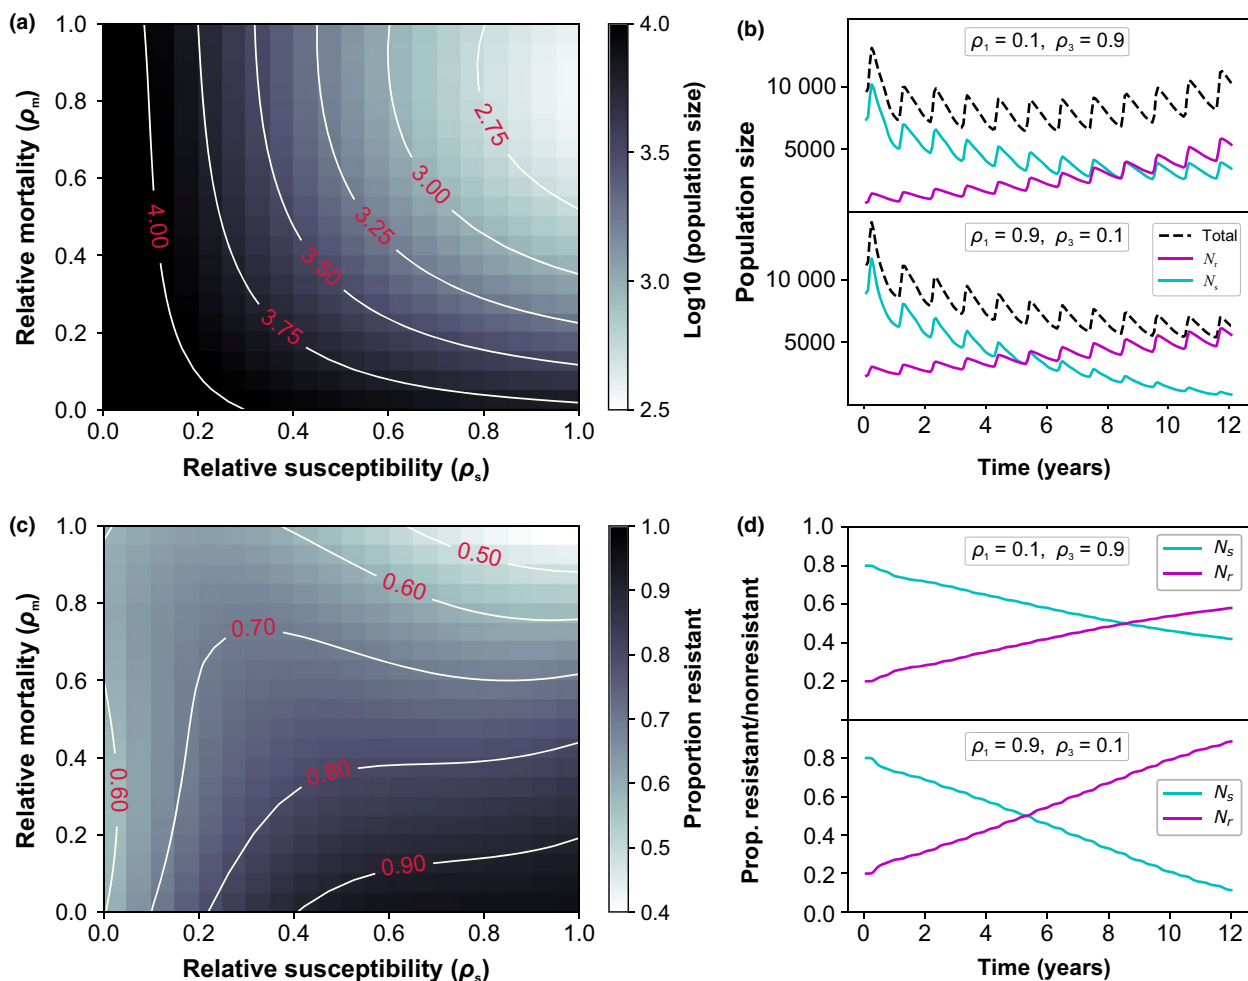 (a)
1.0
0.8
0.6
0.4
0.2
0.0
Relative mortality (ρm)
4.00
3.75
3.50
3.25
3.00
2.75
0.0 0.2 0.4 0.6 0.8 1.0
Relative susceptibility (ρs)
4.0
3.5
3.0
2.5
Log10 (population size)
(b)
ρ1 = 0.1, ρ3 = 0.9
10 000
5000
Population size
ρ1 = 0.9, ρ3 = 0.1
Total
Nr
Ns
10 000
5000
0 2 4 6 8 10 12
Time (years)
(c)
1.0
0.8
0.6
0.4
0.2
0.0
Relative mortality (ρm)
0.50
0.60
0.70
0.80
0.90
0.60
0.0 0.2 0.4 0.6 0.8 1.0
Relative susceptibility (ρs)
1.0
0.9
0.8
0.7
0.6
0.5
0.4
Proportion resistant
(d)
1.0
0.8
0.6
0.4
0.2
ρ1 = 0.1, ρ3 = 0.9
Ns
Nr
Prop. resistant/nonresistant
0.8
0.6
0.4
0.2
0.0
ρ1 = 0.9, ρ3 = 0.1
Ns
Nr
0 2 4 6 8 10 12
Time (years)